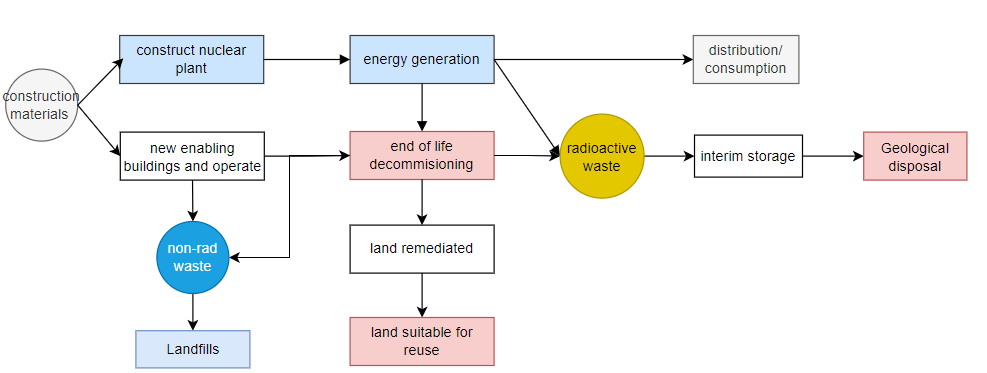 construction
materials
construct nuclear
plant
energy generation
distribution/
consumption
new enabling
buildings and operate
end of life
decommisioning
radioactive
waste
interim storage
Geological
disposal
non-rad
waste
land remediated
Landfills
land suitable for
reuse